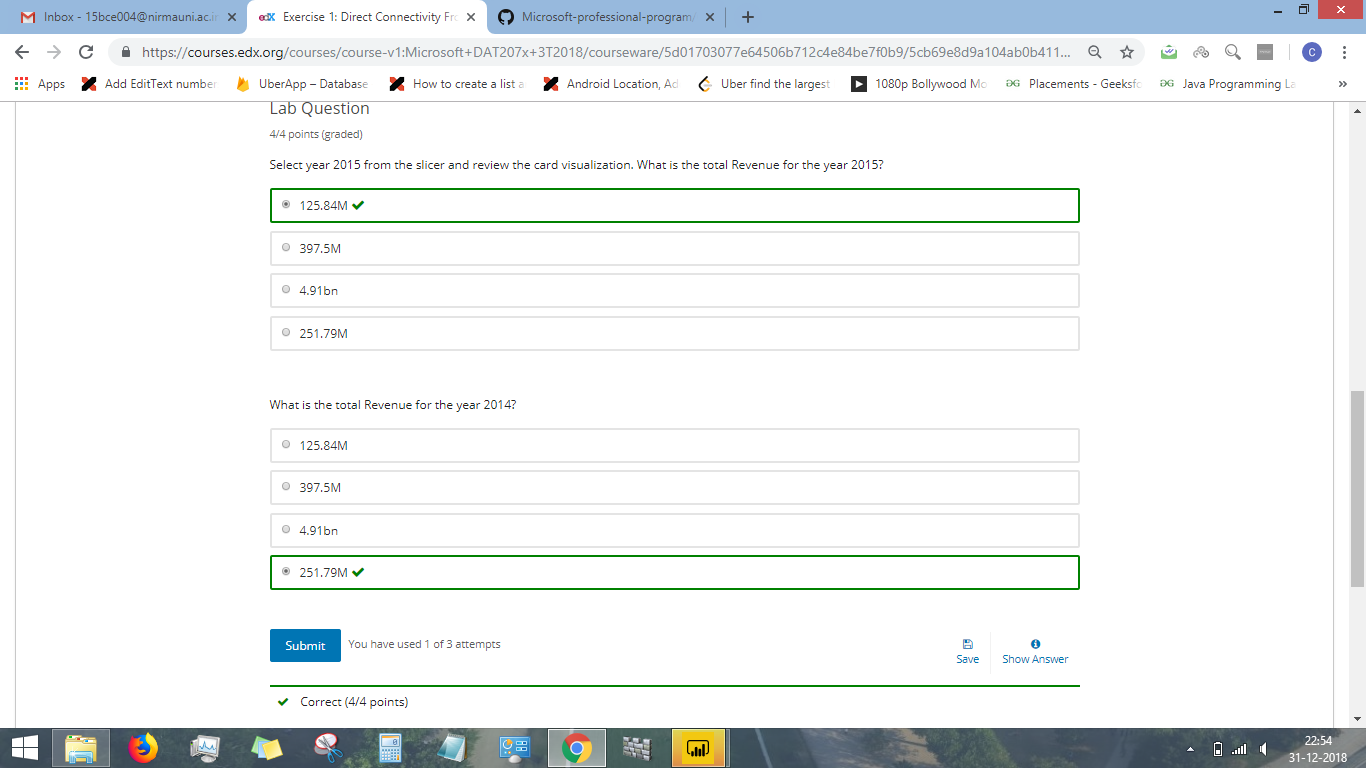 Inbox - 15bce004@nirmauni.ac.in
edX Exercise 1: Direct Connectivity Fro
Microsoft-professional-program/
https://courses.edx.org/courses/course-v1:Microsoft+DAT207x+3T2018/courseware/5d01703077e64506b712c4e84be7f0b9/5cb69e8d9a104ab0b411...
C
Apps
Add EditText number
UberApp – Database
How to create a list a
Android Location, Ad
Uber find the largest
1080p Bollywood Mo
Placements - Geeksfo
Java Programming La
»
Lab Question
4/4 points (graded)
Select year 2015 from the slicer and review the card visualization. What is the total Revenue for the year 2015?
125.84M
397.5M
4.91bn
251.79M
What is the total Revenue for the year 2014?
125.84M
397.5M
4.91bn
251.79M
Submit
You have used 1 of 3 attempts
Save
Show Answer
Correct (4/4 points)
22:54
31-12-2018